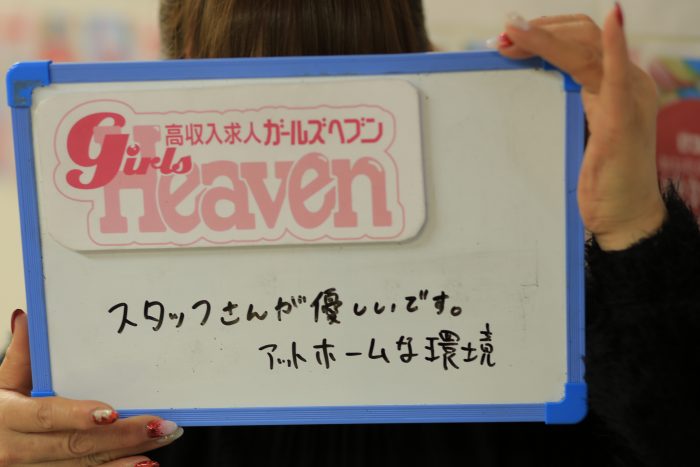 高収入求人ガールズヘブン
Girls
Heaven
スタッフさんが優しいです。
アットホームな環境